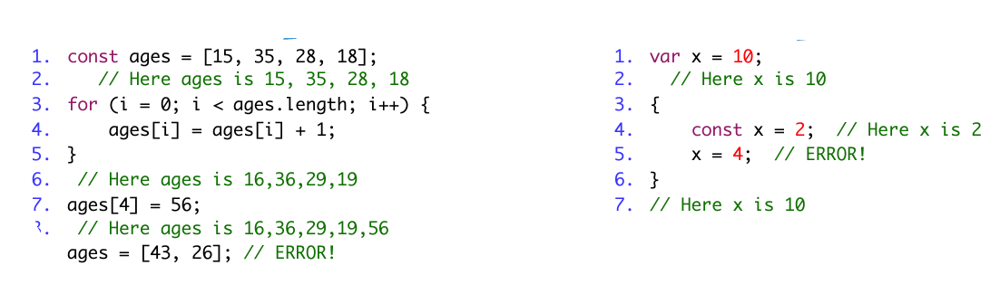 1. const ages = [15, 35, 28, 18];
2. // Here ages is 15, 35, 28, 18
3. for (i = 0; i < ages.length; i++) {
4. ages[i] = ages[i] + 1;
5. }
6. // Here ages is 16,36,29,19
7. ages[4] = 56;
. // Here ages is 16,36,29,19,56
ages = [43, 26]; // ERROR!
1. var x = 10;
2. // Here x is 10
3. {
4. const x = 2; // Here x is 2
5. x = 4; // ERROR!
6. }
7. // Here x is 10